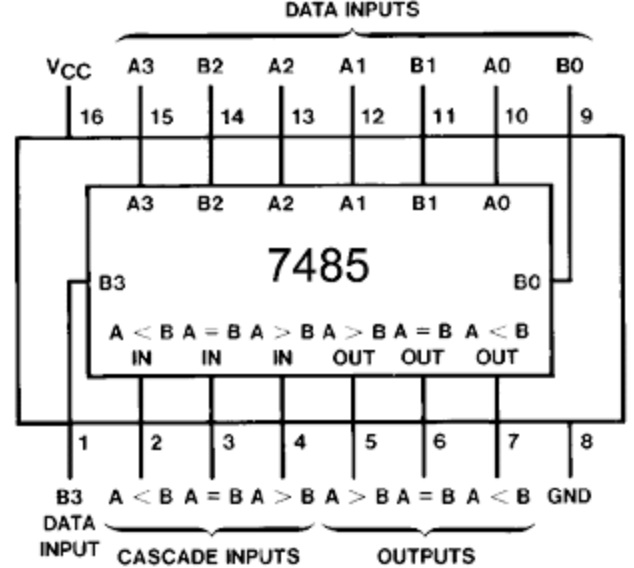 DATA INPUTS
VCC A3 B2 A2 A1 B1 A0 B0
16 15 14 13 12 11 10 9
A3 B2 A2 A1 B1 A0
7485
B3 B0
A < B A = B A > B A > B A = B A < B
IN IN IN OUT OUT OUT
1 2 3 4 5 6 7 8
B3 A < B A = B A > B A > B A = B A < B GND
DATA
INPUT CASCADE INPUTS OUTPUTS